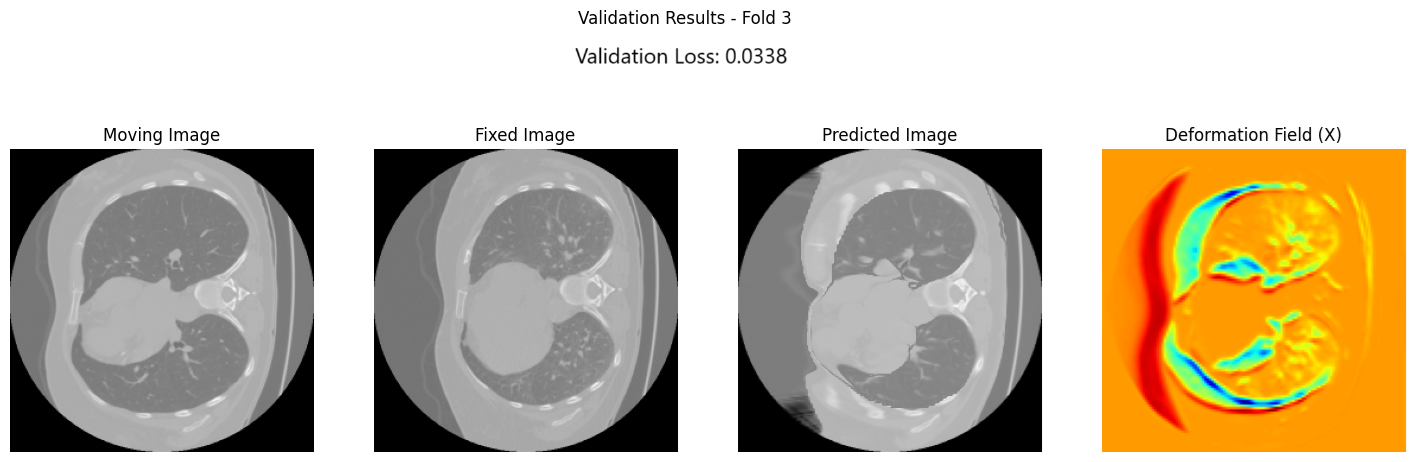 Validation Results - Fold 3
Validation Loss: 0.0338
Moving Image
Fixed Image
Predicted Image
Deformation Field (X)